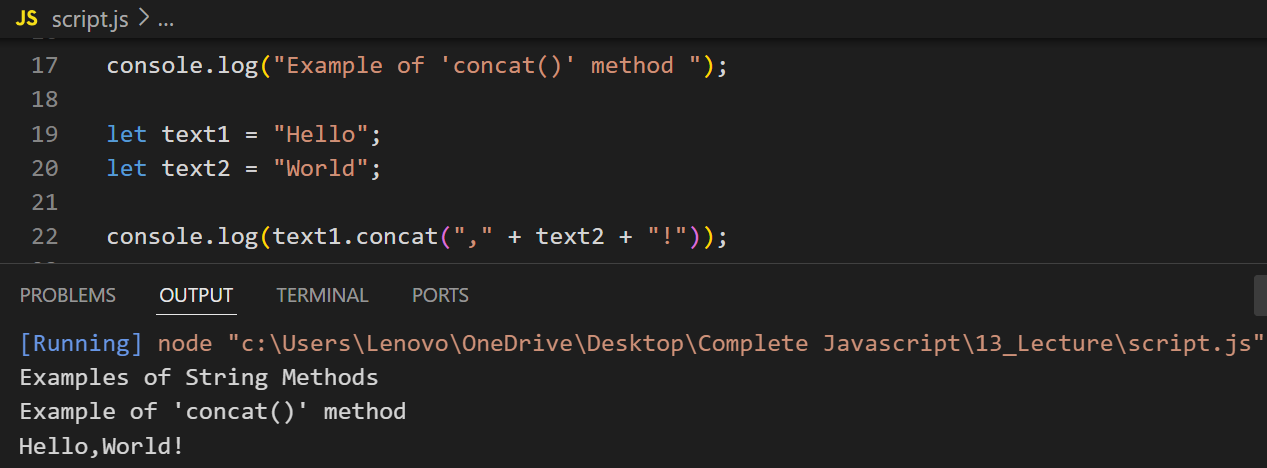 JS script.js > ...
17 console.log("Example of 'concat()' method ");
18
19 let text1 = "Hello";
20 let text2 = "World";
21
22 console.log(text1.concat("," + text2 + "!"));
PROBLEMS OUTPUT TERMINAL PORTS
[Running] node "c:\Users\Lenovo\OneDrive\Desktop\Complete Javascript\13_Lecture\script.js"
Examples of String Methods
Example of 'concat()' method
Hello,World!